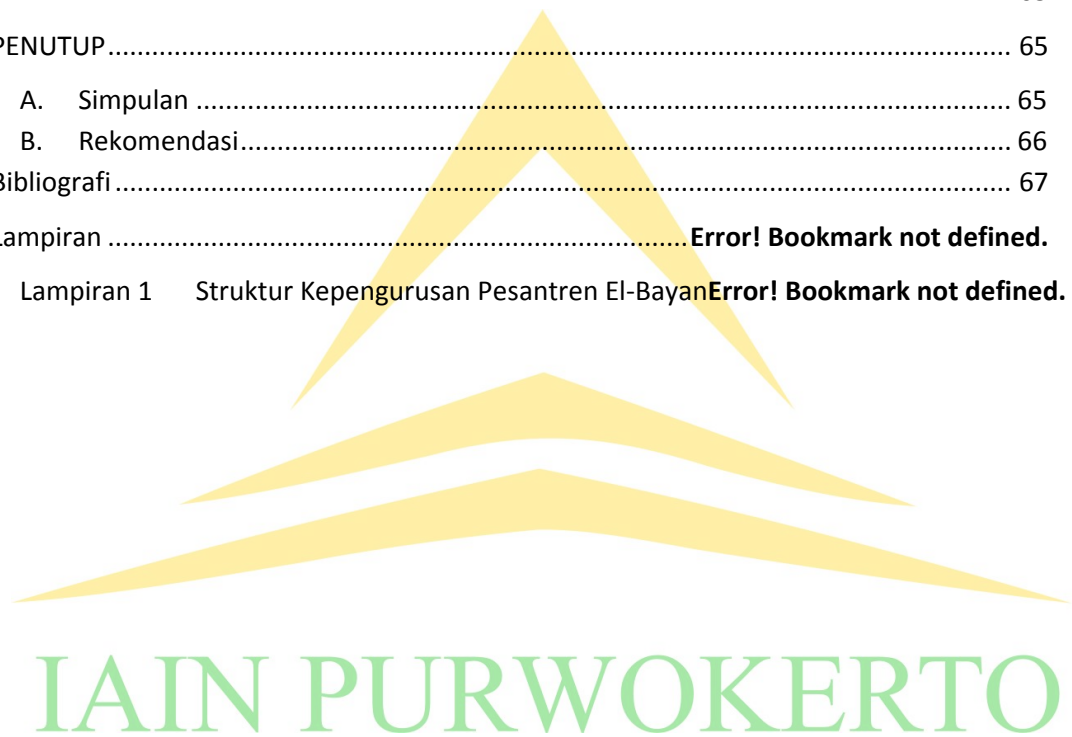 PENUTUP........ 65
A. Simpulan ........ 65
B. Rekomendasi........ 66
Bibliografi ........ 67
Lampiran ........Error! Bookmark not defined.
Lampiran 1 Struktur Kepengurusan Pesantren El-BayanError! Bookmark not defined.
IAIN PURWOKERTO